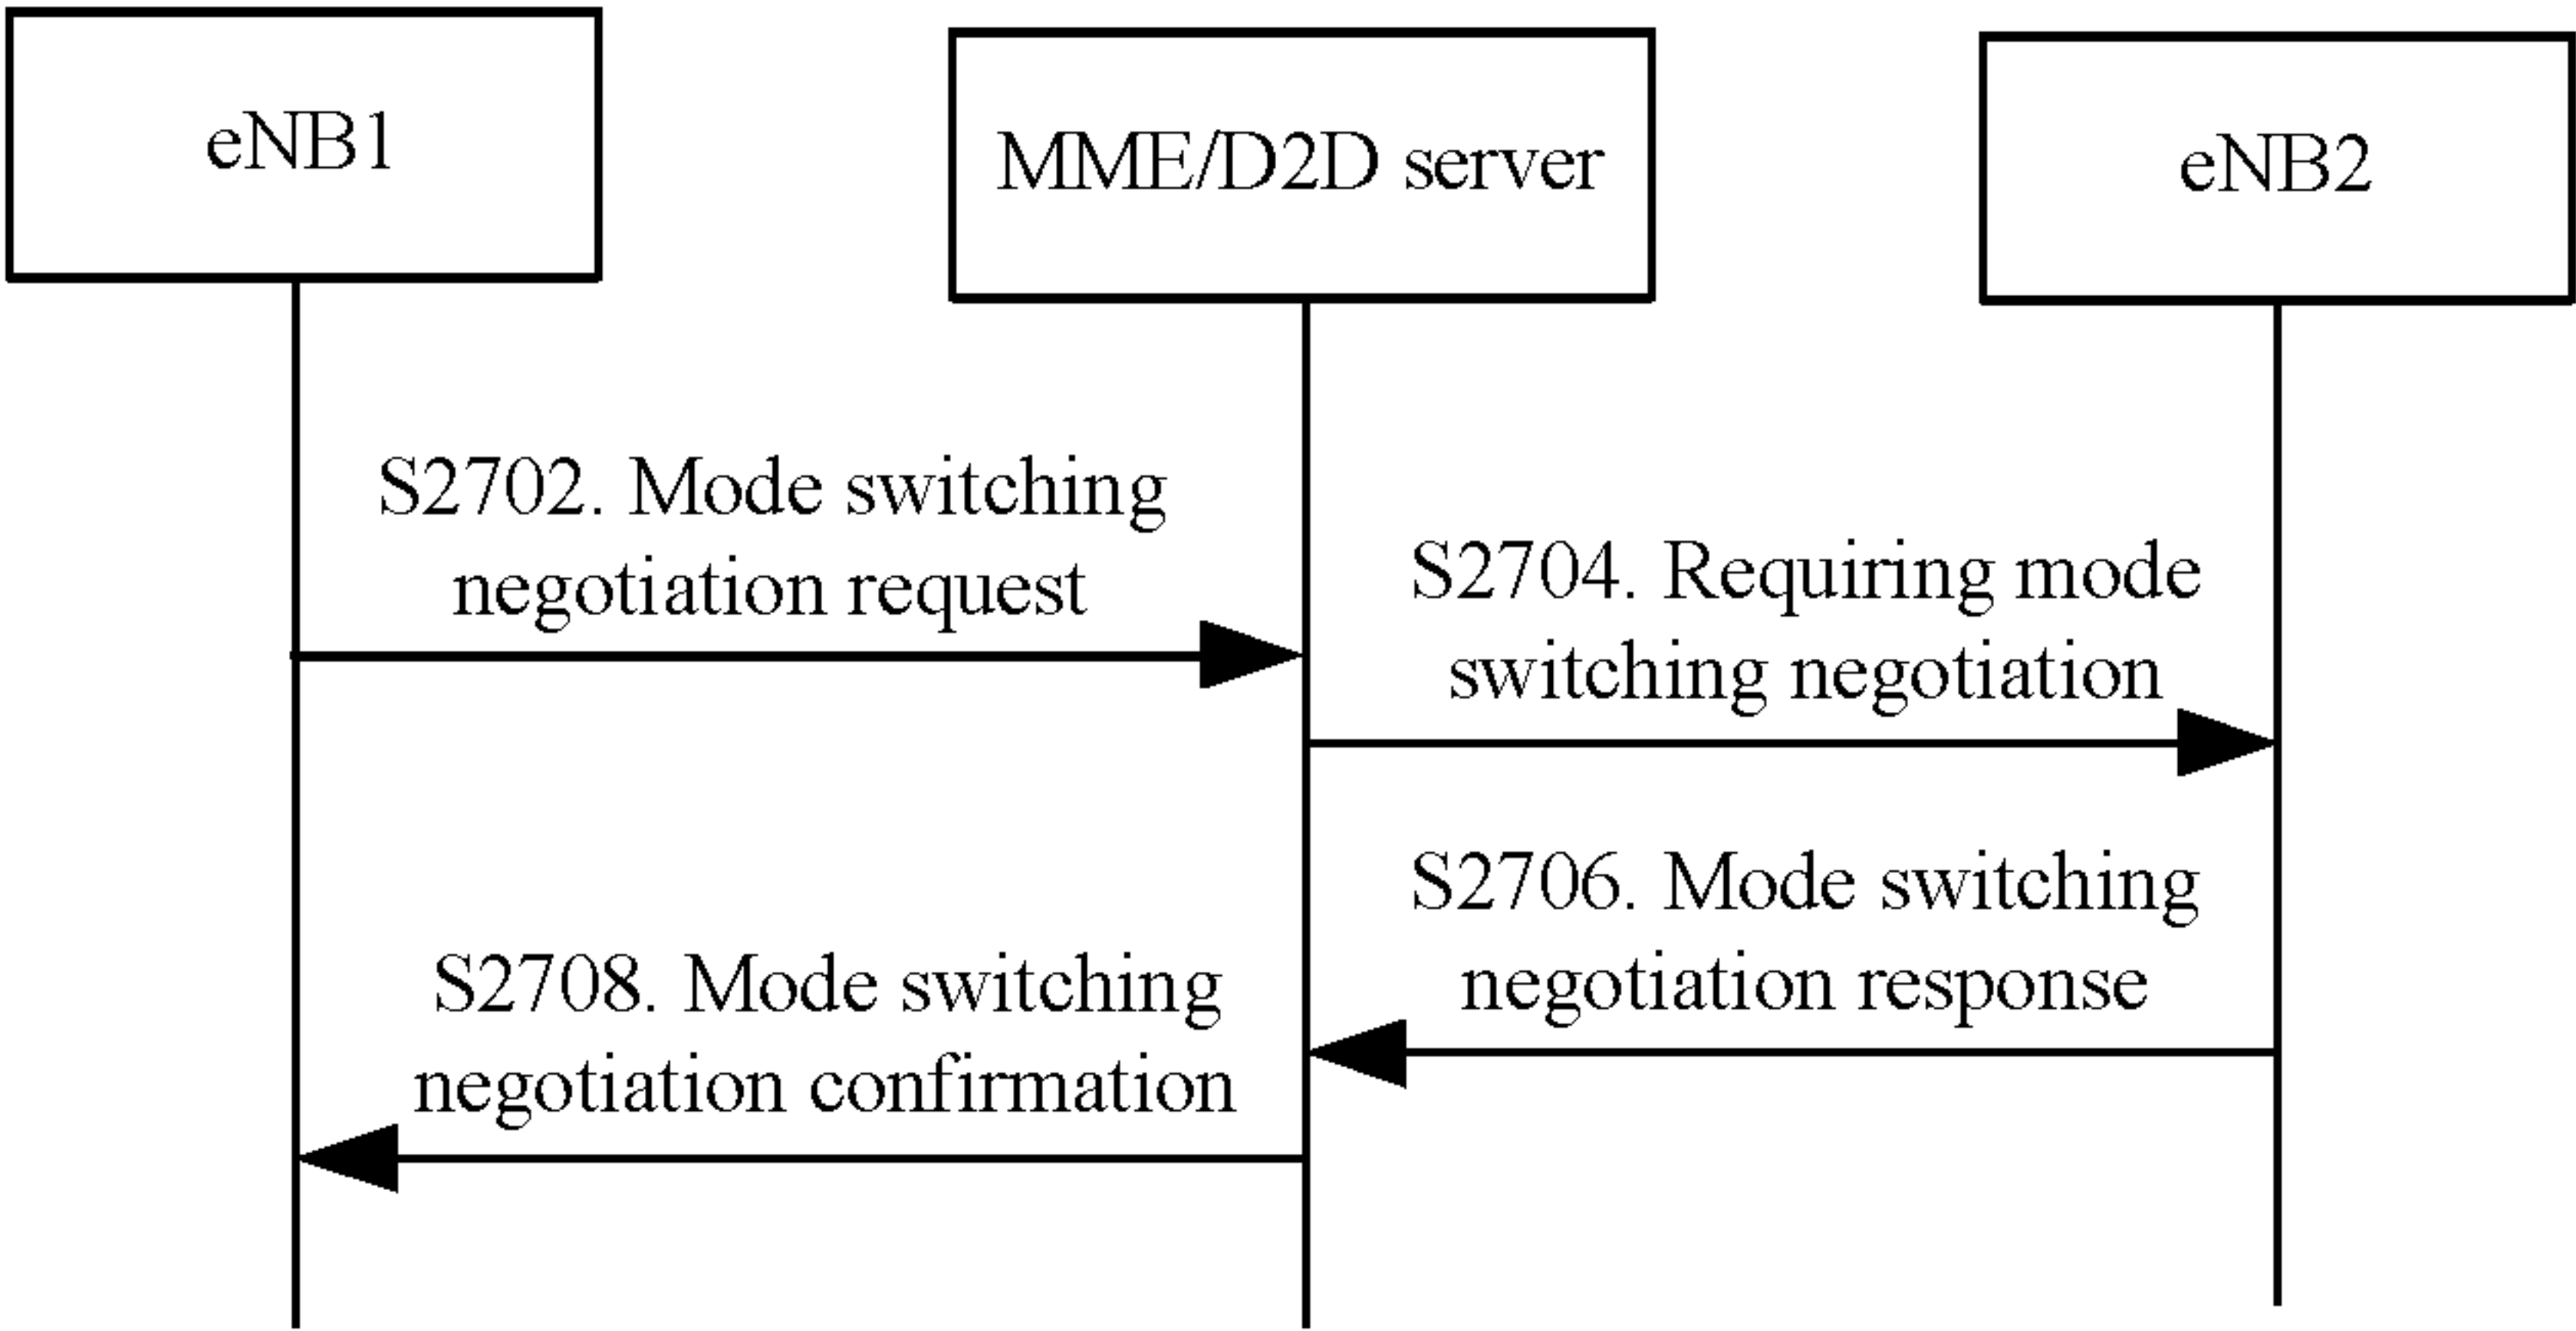 eNB1
MME/D2D server
eNB2
S2702. Mode switching
negotiation request
S2704. Requiring mode
switching negotiation
S2706. Mode switching
negotiation response
S2708. Mode switching
negotiation confirmation